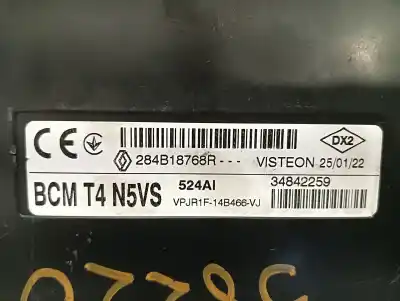 CE
284B18768R--- VISTEON 25/01/22
DX2
BCM T4 N5VS 524AI 34842259
VPJR1F-14B466-VJ